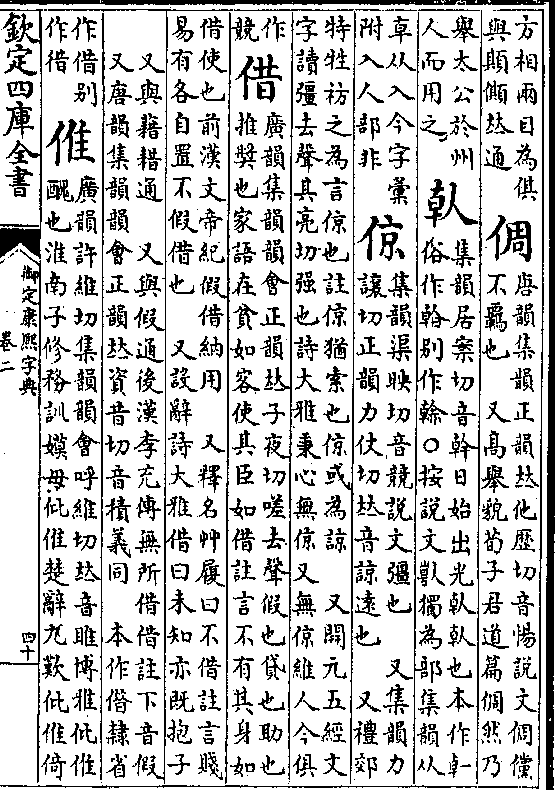 方相兩目為倛
與顛䫏𠀤通
倜
唐韻集韻正韻𠀤他歷切音惕說文倜儻
不羈也 又高舉貌荀子君道篇倜然乃
舉太公於州
人而用之
倝
集韻居案切音幹日始出光倝倝也本作𠦝
俗作榦别作○按說文獸獨為部集韻从
𠦝从入今字彙
附入人部非
倞
集韻渠映切音競說文彊也 又集韻力
讓切正韻力仗切𠀤音諒遠也 又禮郊
特牲祊之為言倞也註倞猶索也倞或為諒 又開元五經文
字讀彊去聲其亮切强也詩大雅秉心無倞又無倞維人今俱
作
競
借
廣韻集韻韻會正韻𠀤子夜切嗟去聲假也貸也助也
推奬也家語在貧如客使其臣如借註言不有其身如
借使也前漢文帝紀假借納用 又釋名艸履曰不借註言賤
易有各自置不假借也 又設辭詩大雅借曰未知亦既抱子
又與藉耤通 又與假通後漢李充傳無所借借註下音假
又唐韻集韻韻會正韻𠀤資昔切音積義同 本作㑉隸省
作借别
作徣
倠
廣韻許維切集韻韻會呼維切𠀤音睢博雅仳倠
醜也淮南子修務訓嫫母仳倠楚辭九歎仳倠倚
欽定四庫全書
御定康熙字典
卷二
四十